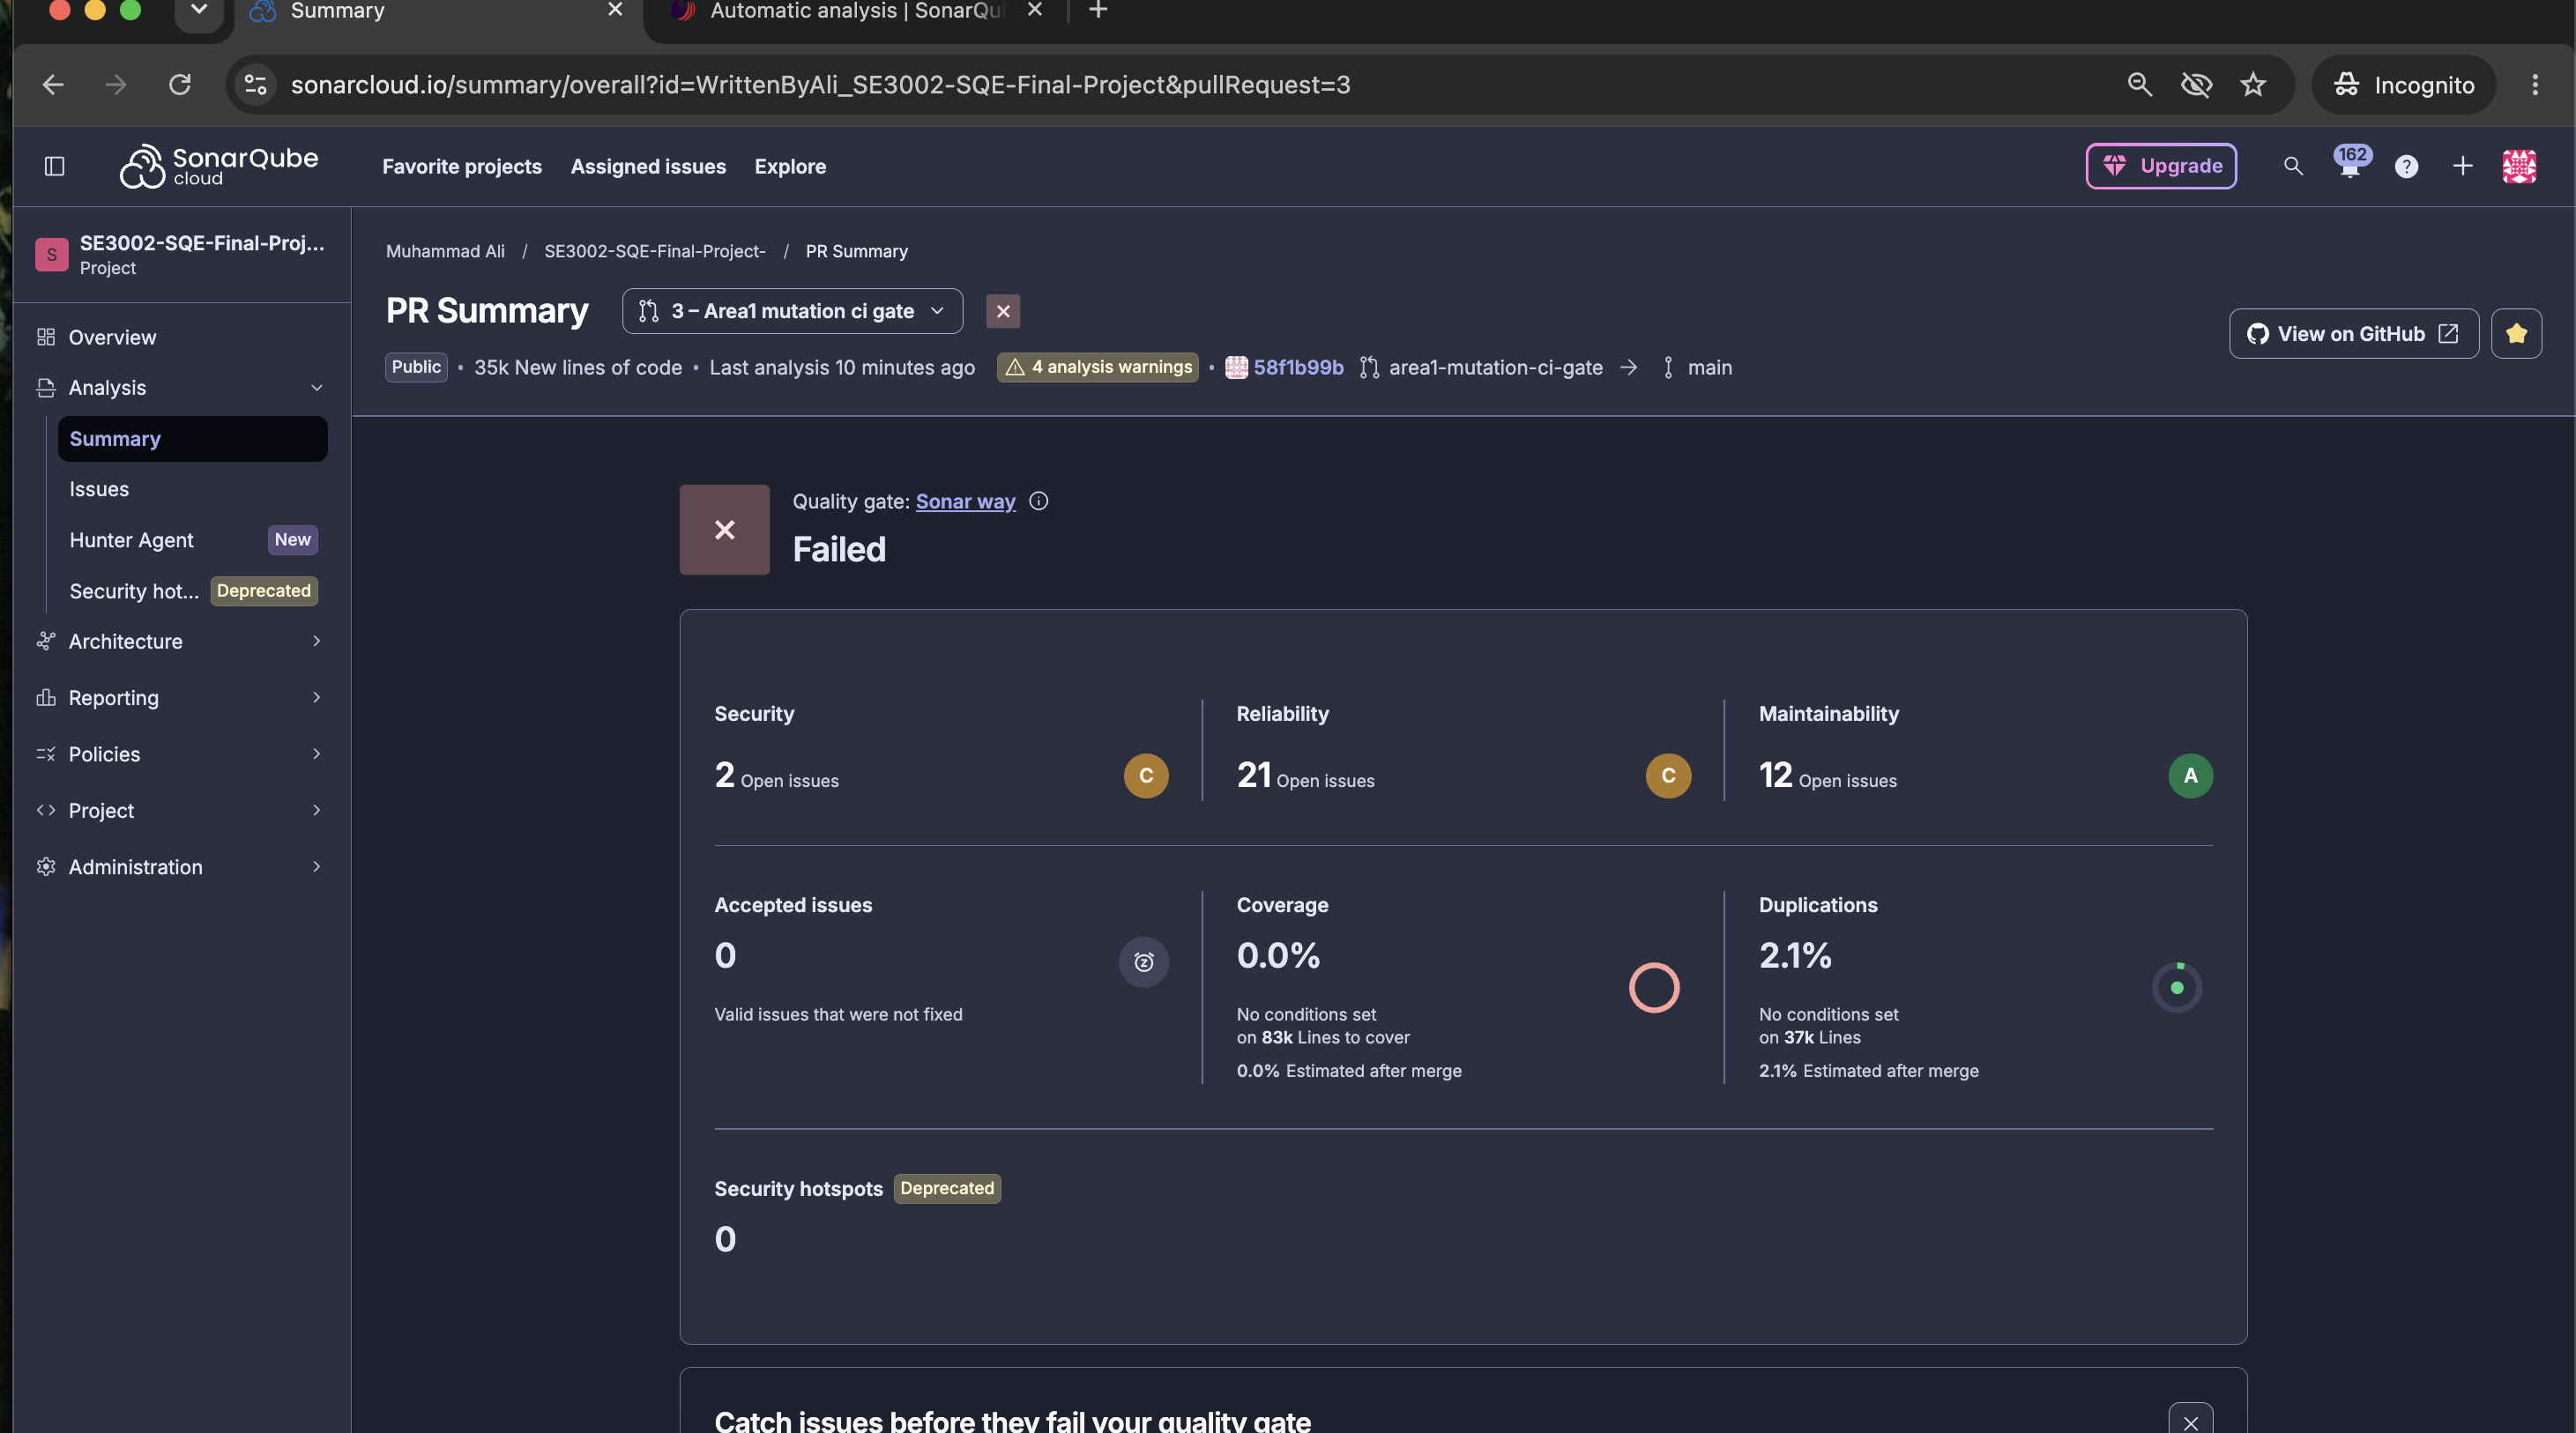 Summary
Automatic analysis | SonarQu
sonarcloud.io/summary/overall?id=WrittenByAli_SE3002-SQE-Final-Project&pullRequest=3
Incognito
SonarQube cloud
Favorite projects
Assigned issues
Explore
Upgrade
162
S
SE3002-SQE-Final-Proj...
Project
Overview
Analysis
Summary
Issues
Hunter Agent New
Security hot... Deprecated
Architecture
Reporting
Policies
Project
Administration
Muhammad Ali / SE3002-SQE-Final-Project- / PR Summary
PR Summary
3 – Area1 mutation ci gate
View on GitHub
Public • 35k New lines of code • Last analysis 10 minutes ago 4 analysis warnings • 58f1b99b area1-mutation-ci-gate → main
Quality gate: Sonar way
Failed
Security
2 Open issues
C
Reliability
21 Open issues
C
Maintainability
12 Open issues
A
Accepted issues
0
Valid issues that were not fixed
Coverage
0.0%
No conditions set
on 83k Lines to cover
0.0% Estimated after merge
Duplications
2.1%
No conditions set
on 37k Lines
2.1% Estimated after merge
Security hotspots Deprecated
0
Catch issues before they fail your quality gate